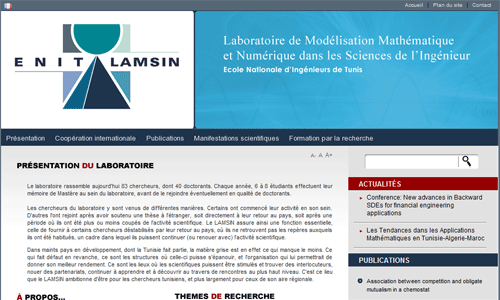 Accueil | Plan du site | Contact
ENIT LAMSIN
Laboratoire de Modélisation Mathématique
et Numérique dans les Sciences de l'Ingénieur
Ecole Nationale d'Ingénieurs de Tunis
Présentation Coopération internationale Publications Manifestations scientifiques Formation par la recherche
A A A+
PRÉSENTATION DU LABORATOIRE
Le laboratoire rassemble aujourd'hui 83 chercheurs, dont 40 doctorants. Chaque année, 6 à 8 étudiants effectuent leur
mémoire de Mastère au sein du laboratoire, avant de le rejoindre éventuellement en qualité de doctorants.
Les chercheurs du laboratoire y sont venus de différentes manières. Certains ont commencé leur activité en son sein.
D'autres l'ont rejoint après avoir soutenu une thèse à l'étranger, soit directement à leur retour au pays, soit après une
période où ils ont été plus ou moins coupés de l'activité scientifique. Le LAMSIN assure ainsi une fonction essentielle,
celle de fournir à certains chercheurs déstabilisés par leur retour au pays, où ils ne retrouvent pas les repères auxquels
ils ont été habitués, un cadre dans lequel ils puissent continuer (ou renouer avec) l'activité scientifique.
Dans maints pays en développement, dont la Tunisie fait partie, la matière grise est en effet ce qui manque le moins. Ce
qui fait défaut en revanche, ce sont les structures où celle-ci puisse s'épanouir, et l'organisation qui lui permettrait de
donner son meilleur rendement. Ce sont les lieux où les scientifiques puissent être stimulés et trouver des interlocuteurs,
nouer des partenariats, continuer à apprendre et à découvrir au travers de rencontres au plus haut niveau. C'est ce lieu
que le LAMSIN ambitionne d'être pour les chercheurs tunisiens, et plus largement pour ceux de son aire régionale.
À PROPOS...
THEMES DE RECHERCHE
ACTUALITÉS
Conference: New advances in Backward
SDEs for financial engineering
applications
Les Tendances dans les Applications
Mathématiques en Tunisie-Algerie-Maroc
PUBLICATIONS
Association between competition and obligate
mutualism in a chemostat